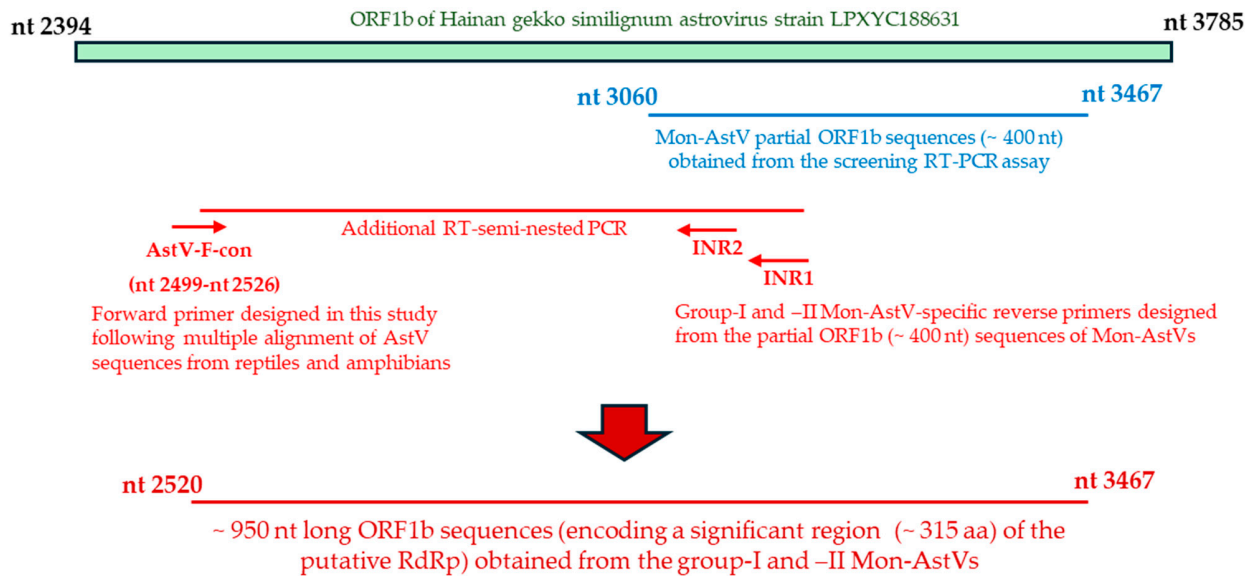 ORF1b of Hainan gekko similignum astrovirus strain LPXYC188631
nt 2394
nt 3785
nt 3060
nt 3467
Mon-AstV partial ORF1b sequences (~ 400 nt)
obtained from the screening RT-PCR assay
Additional RT-semi-nested PCR
AstV-F-con
INR2
(nt 2499-nt 2526)
INR1
Forward primer designed in this study
following multiple alignment of AstV
sequences from reptiles and amphibians
Group-I and –II Mon-AstV-specific reverse primers designed
from the partial ORF1b (~ 400 nt) sequences of Mon-AstVs
nt 2520
nt 3467
~ 950 nt long ORF1b sequences (encoding a significant region (~ 315 aa) of the
putative RdRp) obtained from the group-I and –II Mon-AstVs